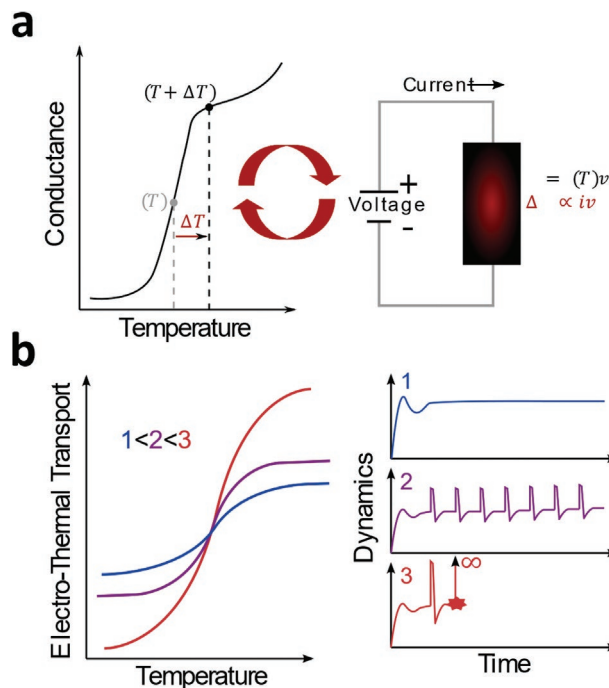 a
(T + ΔT)
(T)
ΔT
Conductance
Temperature
Current
Voltage
+
-
= (T)v
Δ ∝ iv
b
1<2<3
Electro-Thermal Transport
Temperature
1
2
3
∞
Dynamics
Time